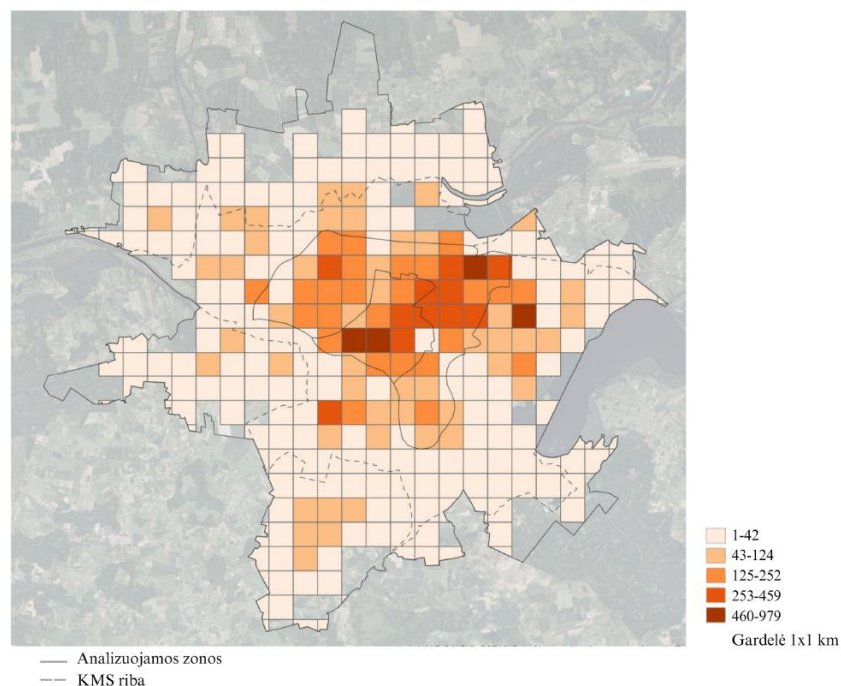 1-42
43-124
125-252
253-459
460-979
Gardelė 1x1 km
Analizuojamos zonos
KMS riba